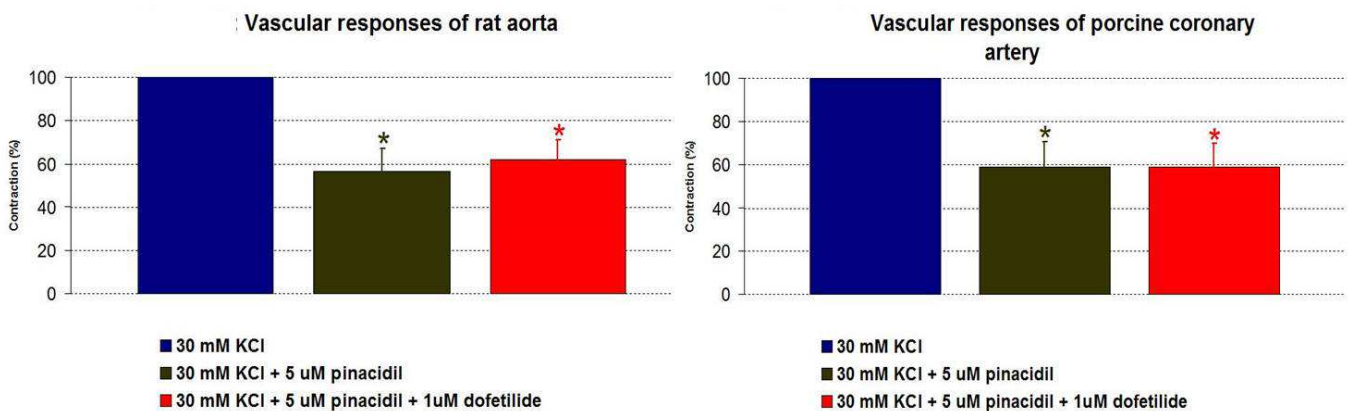 : Vascular responses of rat aorta
100
80
60
40
20
0
Contraction (%)
*
*
30 mM KCl
30 mM KCl + 5 uM pinacidil
30 mM KCl + 5 uM pinacidil + 1uM dofetilide
Vascular responses of porcine coronary
artery
100
80
60
40
20
0
Contraction (%)
*
*
30 mM KCl
30 mM KCl + 5 uM pinacidil
30 mM KCl + 5 uM pinacidil + 1uM dofetilide